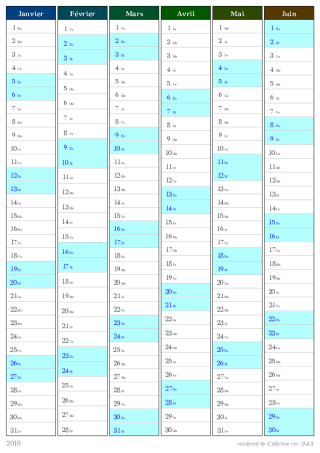 Janvier
1 Ma
2 Me
3 Je
4 Ve
5 Sa
6 Di
7 Lu
8 Ma
9 Me
10 Je
11 Ve
12 Sa
13 Di
14 Lu
15 Ma
16 Me
17 Je
18 Ve
19 Sa
20 Di
21 Lu
22 Ma
23 Me
24 Je
25 Ve
26 Sa
27 Di
28 Lu
29 Ma
30 Me
31 Je
Février
1 Ve
2 Sa
3 Di
4 Lu
5 Ma
6 Me
7 Je
8 Ve
9 Sa
10 Di
11 Lu
12 Ma
13 Me
14 Je
15 Ve
16 Sa
17 Di
18 Lu
19 Ma
20 Me
21 Je
22 Ve
23 Sa
24 Di
25 Lu
26 Ma
27 Me
28 Je
Mars
1 Ve
2 Sa
3 Di
4 Lu
5 Ma
6 Me
7 Je
8 Ve
9 Sa
10 Di
11 Lu
12 Ma
13 Me
14 Je
15 Ve
16 Sa
17 Di
18 Lu
19 Ma
20 Me
21 Je
22 Ve
23 Sa
24 Di
25 Lu
26 Ma
27 Me
28 Je
29 Ve
30 Sa
31 Di
Avril
1 Lu
2 Ma
3 Me
4 Je
5 Ve
6 Sa
7 Di
8 Lu
9 Ma
10 Me
11 Je
12 Ve
13 Sa
14 Di
15 Lu
16 Ma
17 Me
18 Je
19 Ve
20 Sa
21 Di
22 Lu
23 Ma
24 Me
25 Je
26 Ve
27 Sa
28 Di
29 Lu
30 Ma
Mai
1 Me
2 Je
3 Ve
4 Sa
5 Di
6 Lu
7 Ma
8 Me
9 Je
10 Ve
11 Sa
12 Di
13 Lu
14 Ma
15 Me
16 Je
17 Ve
18 Sa
19 Di
20 Lu
21 Ma
22 Me
23 Je
24 Ve
25 Sa
26 Di
27 Lu
28 Ma
29 Me
30 Je
31 Ve
Juin
1 Sa
2 Di
3 Lu
4 Ma
5 Me
6 Je
7 Ve
8 Sa
9 Di
10 Lu
11 Ma
12 Me
13 Je
14 Ve
15 Sa
16 Di
17 Lu
18 Ma
19 Me
20 Je
21 Ve
22 Sa
23 Di
24 Lu
25 Ma
26 Me
27 Je
28 Ve
29 Sa
30 Di
2019
rendered by Calirhoe ver. 0.4.3